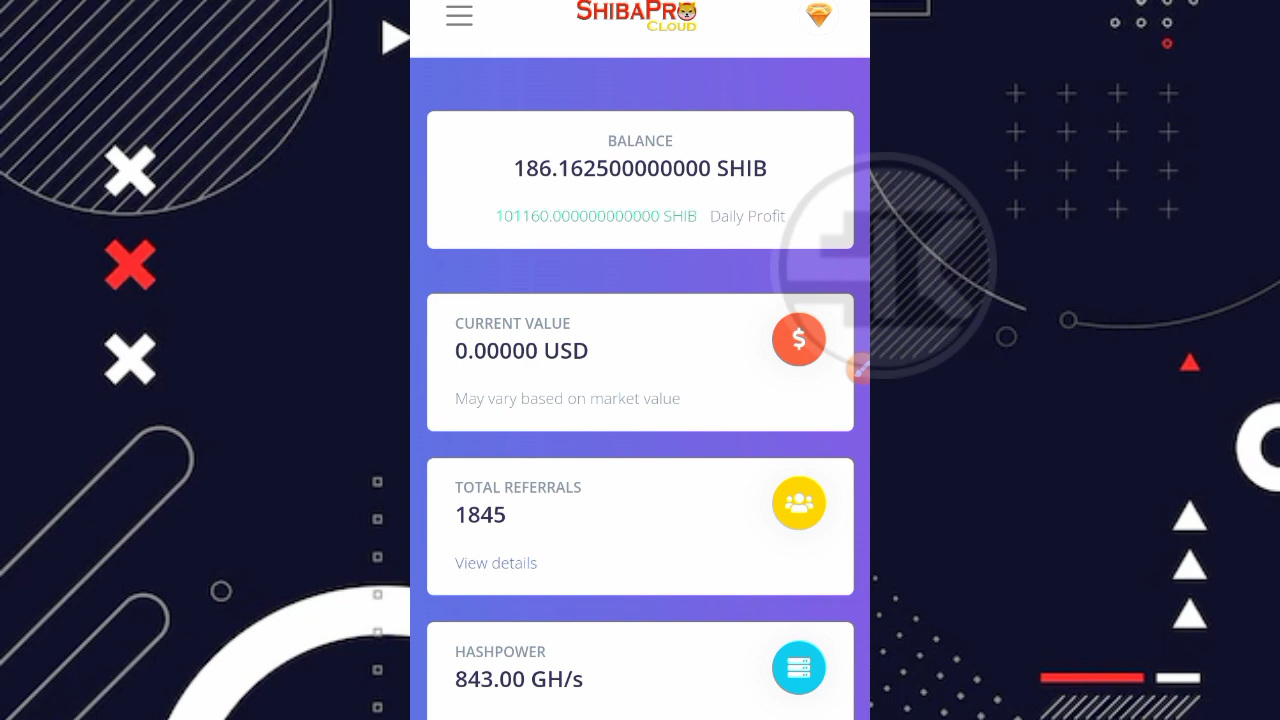 SHIBAPRO
CLOUD
BALANCE
186.162500000000 SHIB
101160.000000000000 SHIB Daily Profit
CURRENT VALUE
0.00000 USD
May vary based on market value
TOTAL REFERRALS
1845
View details
HASHPOWER
843.00 GH/s